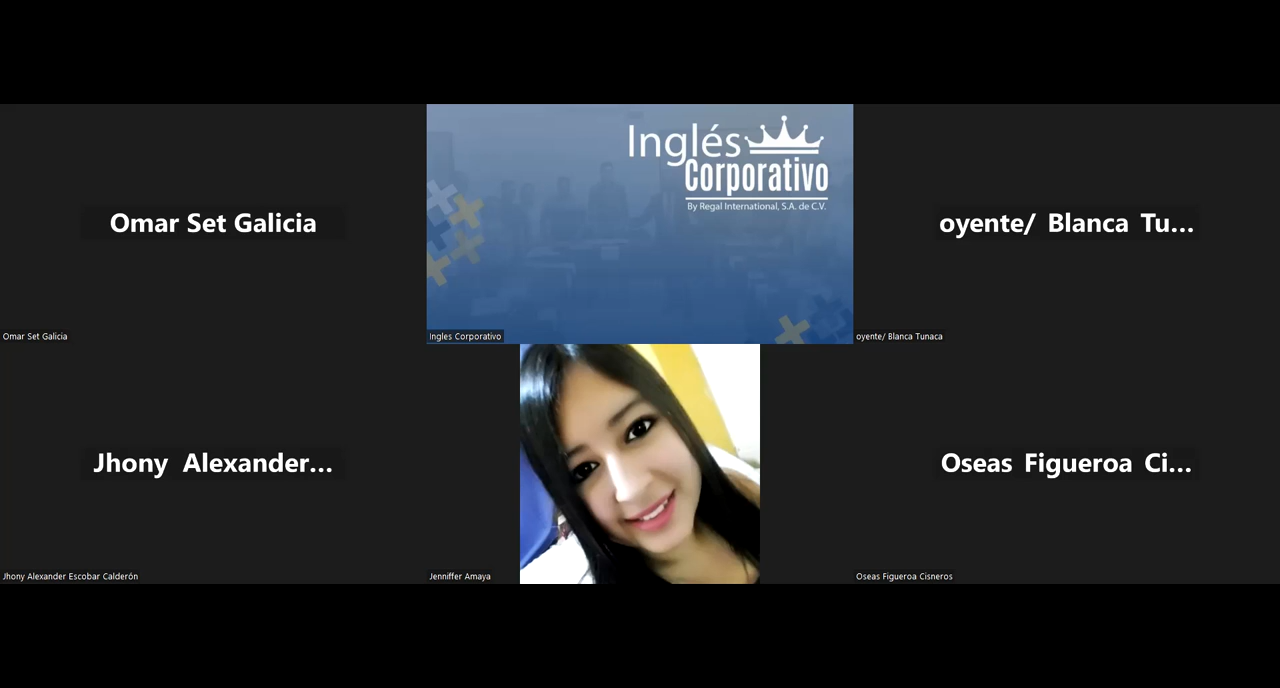 Omar Set Galicia
Omar Set Galicia
Inglés
Corporativo
By Regal International, S.A. de C.V.
Ingles Corporativo
oyente/ Blanca Tu...
oyente/ Blanca Tunaca
Jhony Alexander...
Jhony Alexander Escobar Calderón
Jenniffer Amaya
Oseas Figueroa Ci...
Oseas Figueroa Cisneros